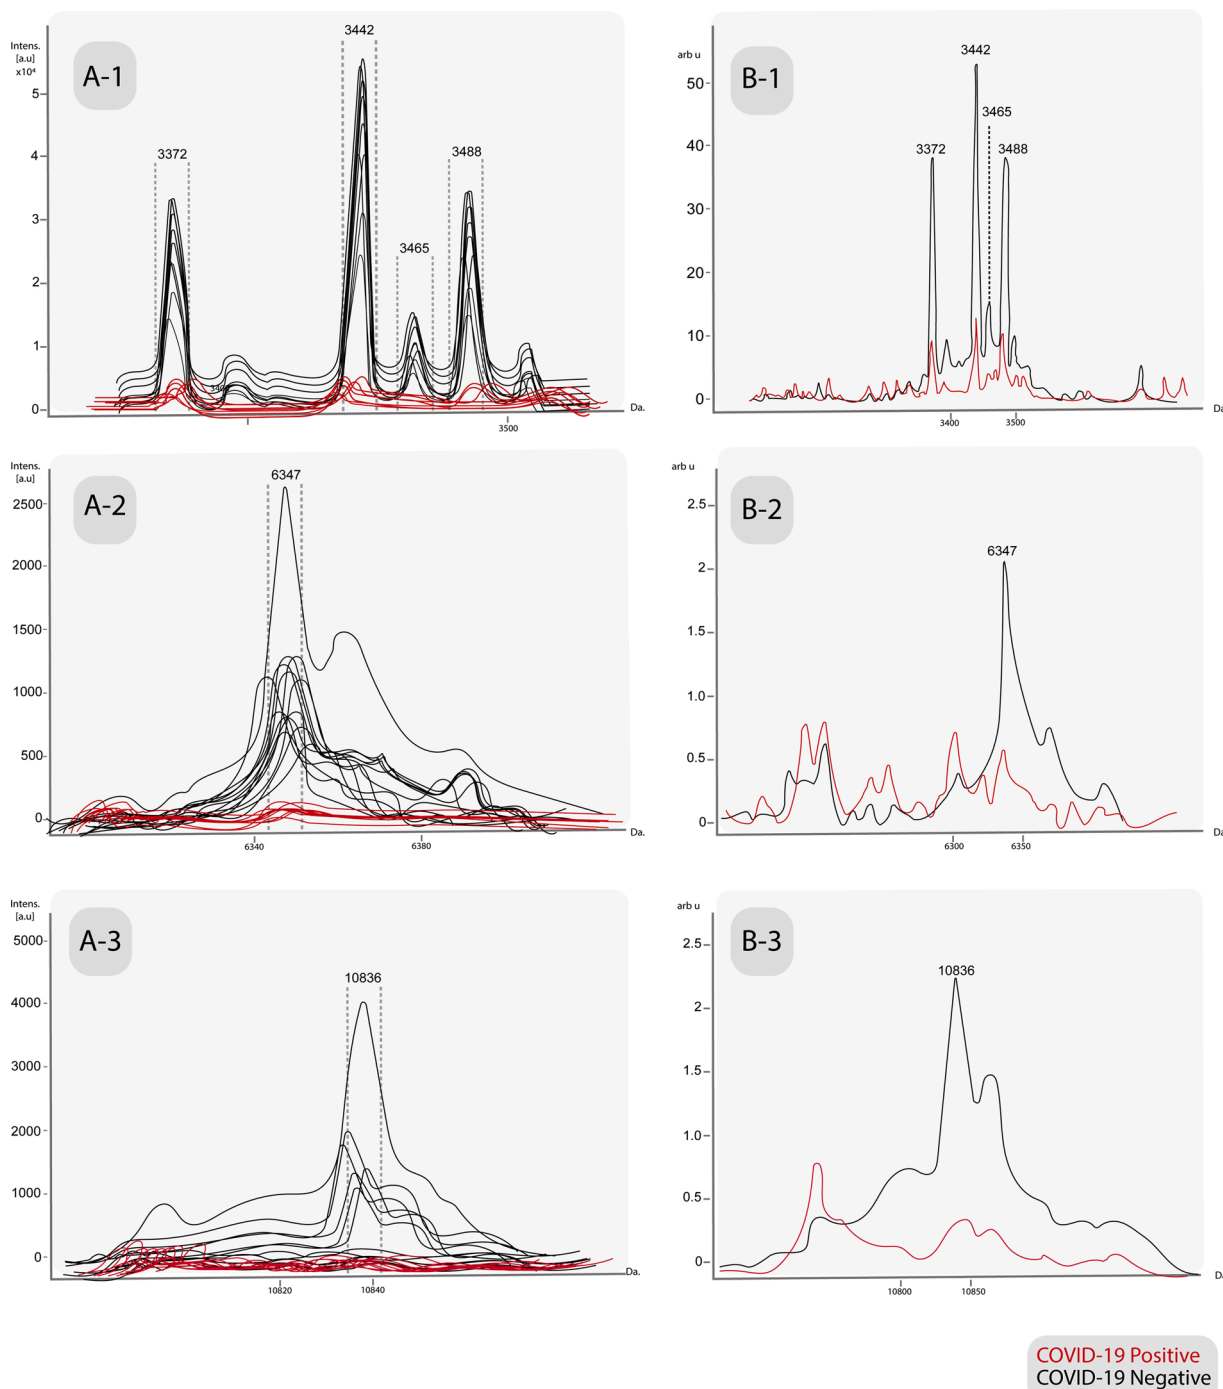 A-1
Intens.
[a.u]
x10⁴
5
4
3
2
1
0
3372
3442
3465
3488
3500
Da.
B-1
arb u
50
40
30
20
10
0
3372
3442
3465
3488
3400
3500
D
A-2
Intens.
[a.u]
2500
2000
1500
1000
500
0
6347
6340
6380
Da.
B-2
arb u
2.5
2
1.5
1.0
0.5
0
6347
6300
6350
D
A-3
Intens.
[a.u]
5000
4000
3000
2000
1000
0
10836
10820
10840
Da.
B-3
arb u
2.5
2
1.5
1.0
0.5
0
10836
10800
10850
D
COVID-19 Positive
COVID-19 Negative